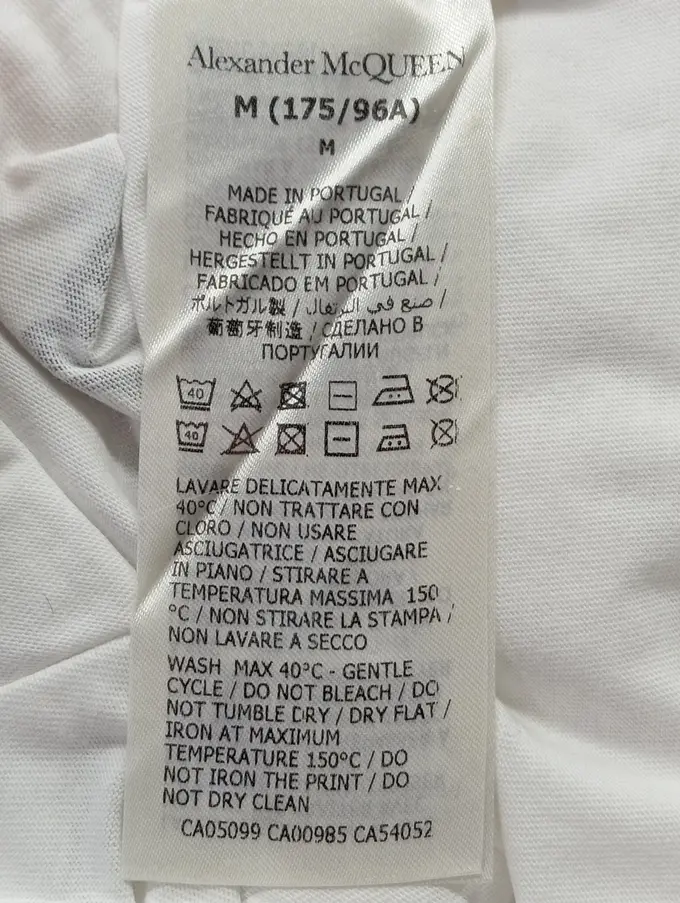 Alexander McQUEEN
M (175/96A)
M
MADE IN PORTUGAL /
FABRIQUÉ AU PORTUGAL /
HECHO EN PORTUGAL /
HERGESTELLT IN PORTUGAL /
FABRICADO EM PORTUGAL /
ポルトガル製 / صنع في البرتغال /
葡萄牙制造 / СДЕЛАНО В
ПОРТУГАЛИИ
40
40
LAVARE DELICATAMENTE MAX
40°C / NON TRATTARE CON
CLORO / NON USARE
ASCIUGATRICE / ASCIUGARE
IN PIANO / STIRARE A
TEMPERATURA MASSIMA 150
°C / NON STIRARE LA STAMPA /
NON LAVARE A SECCO
WASH MAX 40°C - GENTLE
CYCLE / DO NOT BLEACH / DO
NOT TUMBLE DRY / DRY FLAT /
IRON AT MAXIMUM
TEMPERATURE 150°C / DO
NOT IRON THE PRINT / DO
NOT DRY CLEAN
CA05099 CA00985 CA54052